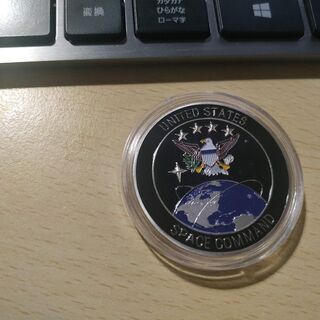 変換
カタカナ
ひらがな
ローマ字
UNITED STATES
SPACE COMMAND